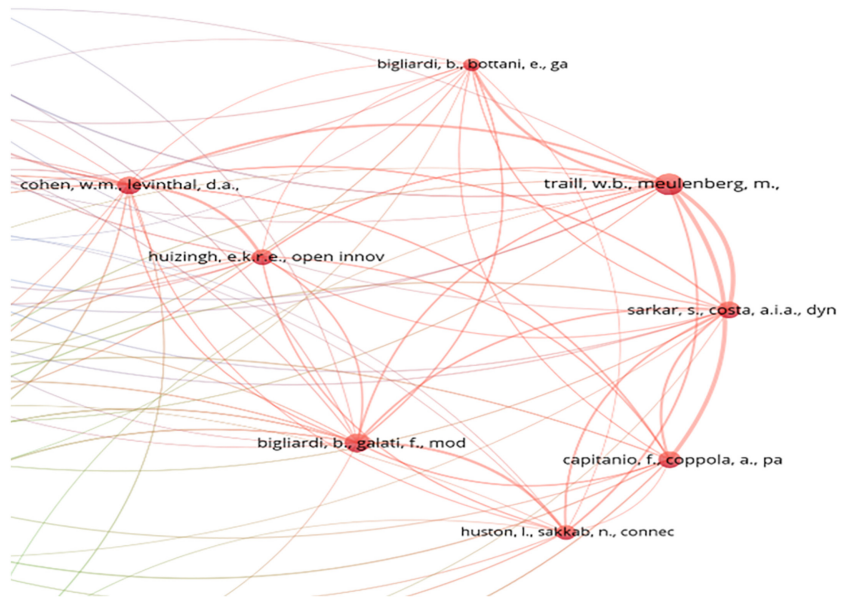 bigliardi, b., bottani, e., ga
cohen, w.m., levinthal, d.a.,
traill, w.b., meulenberg, m.,
huizingh, e.k.r.e., open innov
sarkar, s., costa, a.i.a., dyn
bigliardi, b., galati, f., mod
capitanio, f., coppola, a., pa
huston, l., sakkab, n., connec